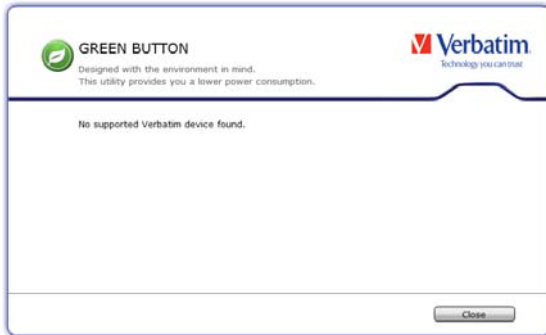 GREEN BUTTON
Designed with the environment in mind.
This utility provides you a lower power consumption.
Verbatim.
Technology you can trust
No supported Verbatim device found.
Close